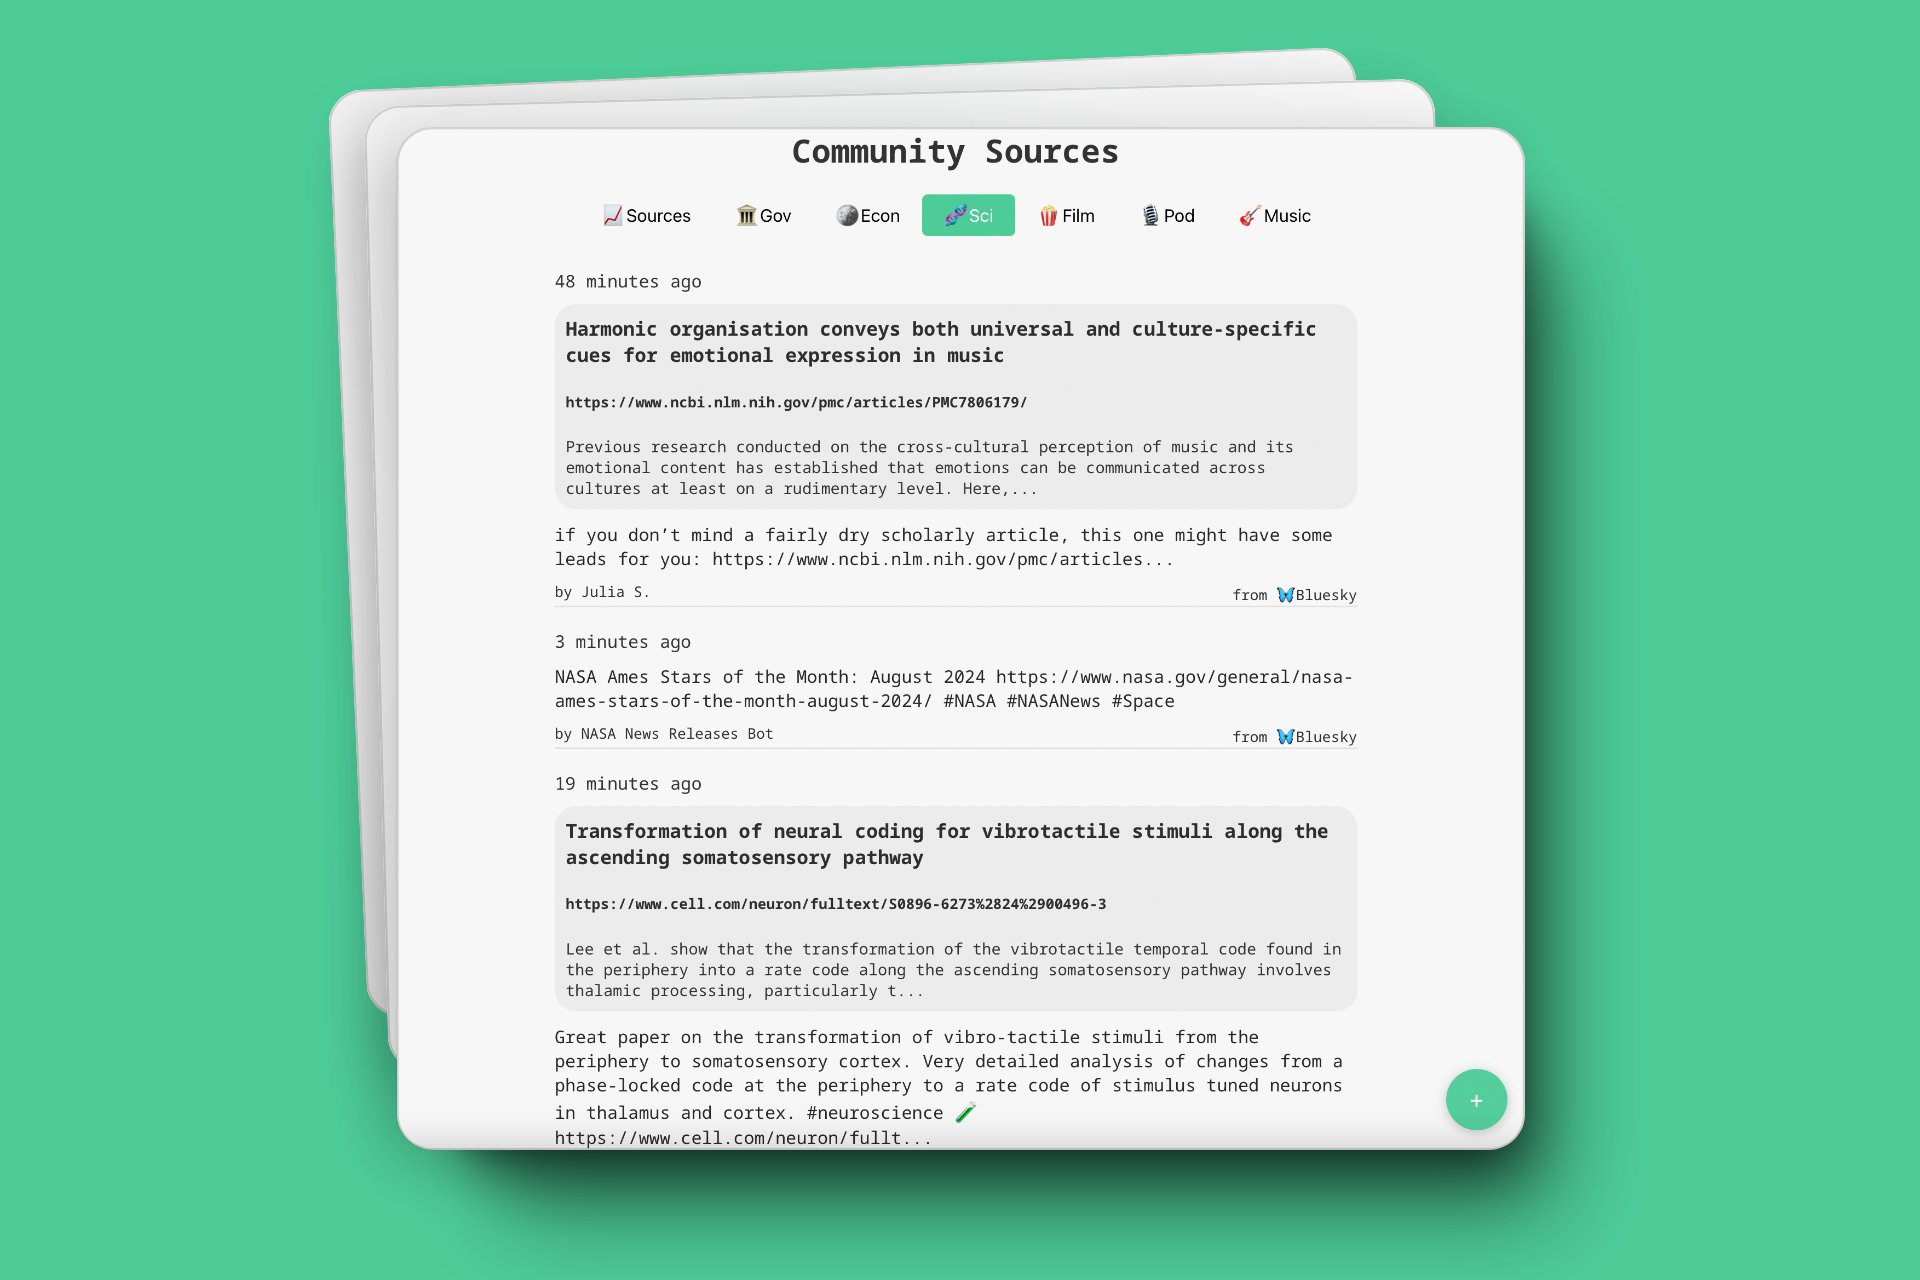 Community Sources
📈Sources 🏛️Gov 🪙Econ 🧬Sci 🍿Film 🎙️Pod 🎸Music
48 minutes ago
Harmonic organisation conveys both universal and culture-specific
cues for emotional expression in music
https://www.ncbi.nlm.nih.gov/pmc/articles/PMC7806179/
Previous research conducted on the cross-cultural perception of music and its
emotional content has established that emotions can be communicated across
cultures at least on a rudimentary level. Here,...
if you don’t mind a fairly dry scholarly article, this one might have some
leads for you: https://www.ncbi.nlm.nih.gov/pmc/articles...
by Julia S. from 🦋Bluesky
3 minutes ago
NASA Ames Stars of the Month: August 2024 https://www.nasa.gov/general/nasa-
ames-stars-of-the-month-august-2024/ #NASA #NASANews #Space
by NASA News Releases Bot from 🦋Bluesky
19 minutes ago
Transformation of neural coding for vibrotactile stimuli along the
ascending somatosensory pathway
https://www.cell.com/neuron/fulltext/S0896-6273%2824%2900496-3
Lee et al. show that the transformation of the vibrotactile temporal code found in
the periphery into a rate code along the ascending somatosensory pathway involves
thalamic processing, particularly t...
Great paper on the transformation of vibro-tactile stimuli from the
periphery to somatosensory cortex. Very detailed analysis of changes from a
phase-locked code at the periphery to a rate code of stimulus tuned neurons
in thalamus and cortex. #neuroscience 🧪
https://www.cell.com/neuron/fullt...
+